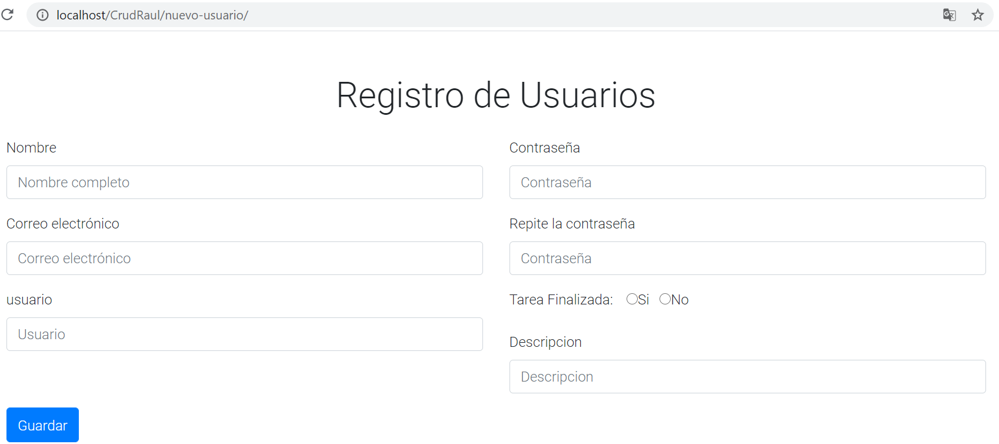 localhost/CrudRaul/nuevo-usuario/
Registro de Usuarios
Nombre
Nombre completo
Correo electrónico
Correo electrónico
usuario
Usuario
Contraseña
Contraseña
Repite la contraseña
Contraseña
Tarea Finalizada: Si No
Descripcion
Descripcion
Guardar